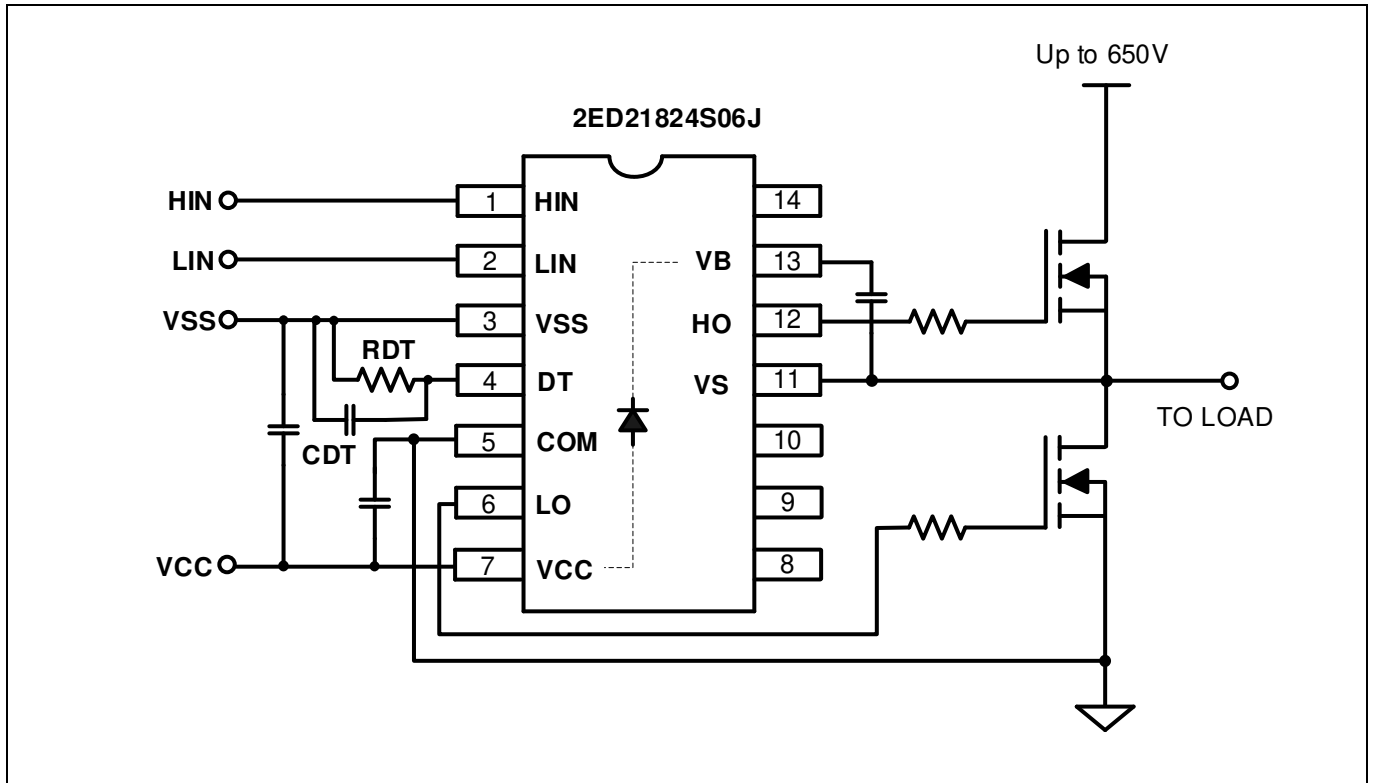 Up to 650V
2ED21824S06J
HIN 1 HIN 14
LIN 2 LIN VB 13
VSS 3 VSS HO 12
RDT
4 DT VS 11
TO LOAD
CDT
5 COM 10
6 LO 9
VCC 7 VCC 8